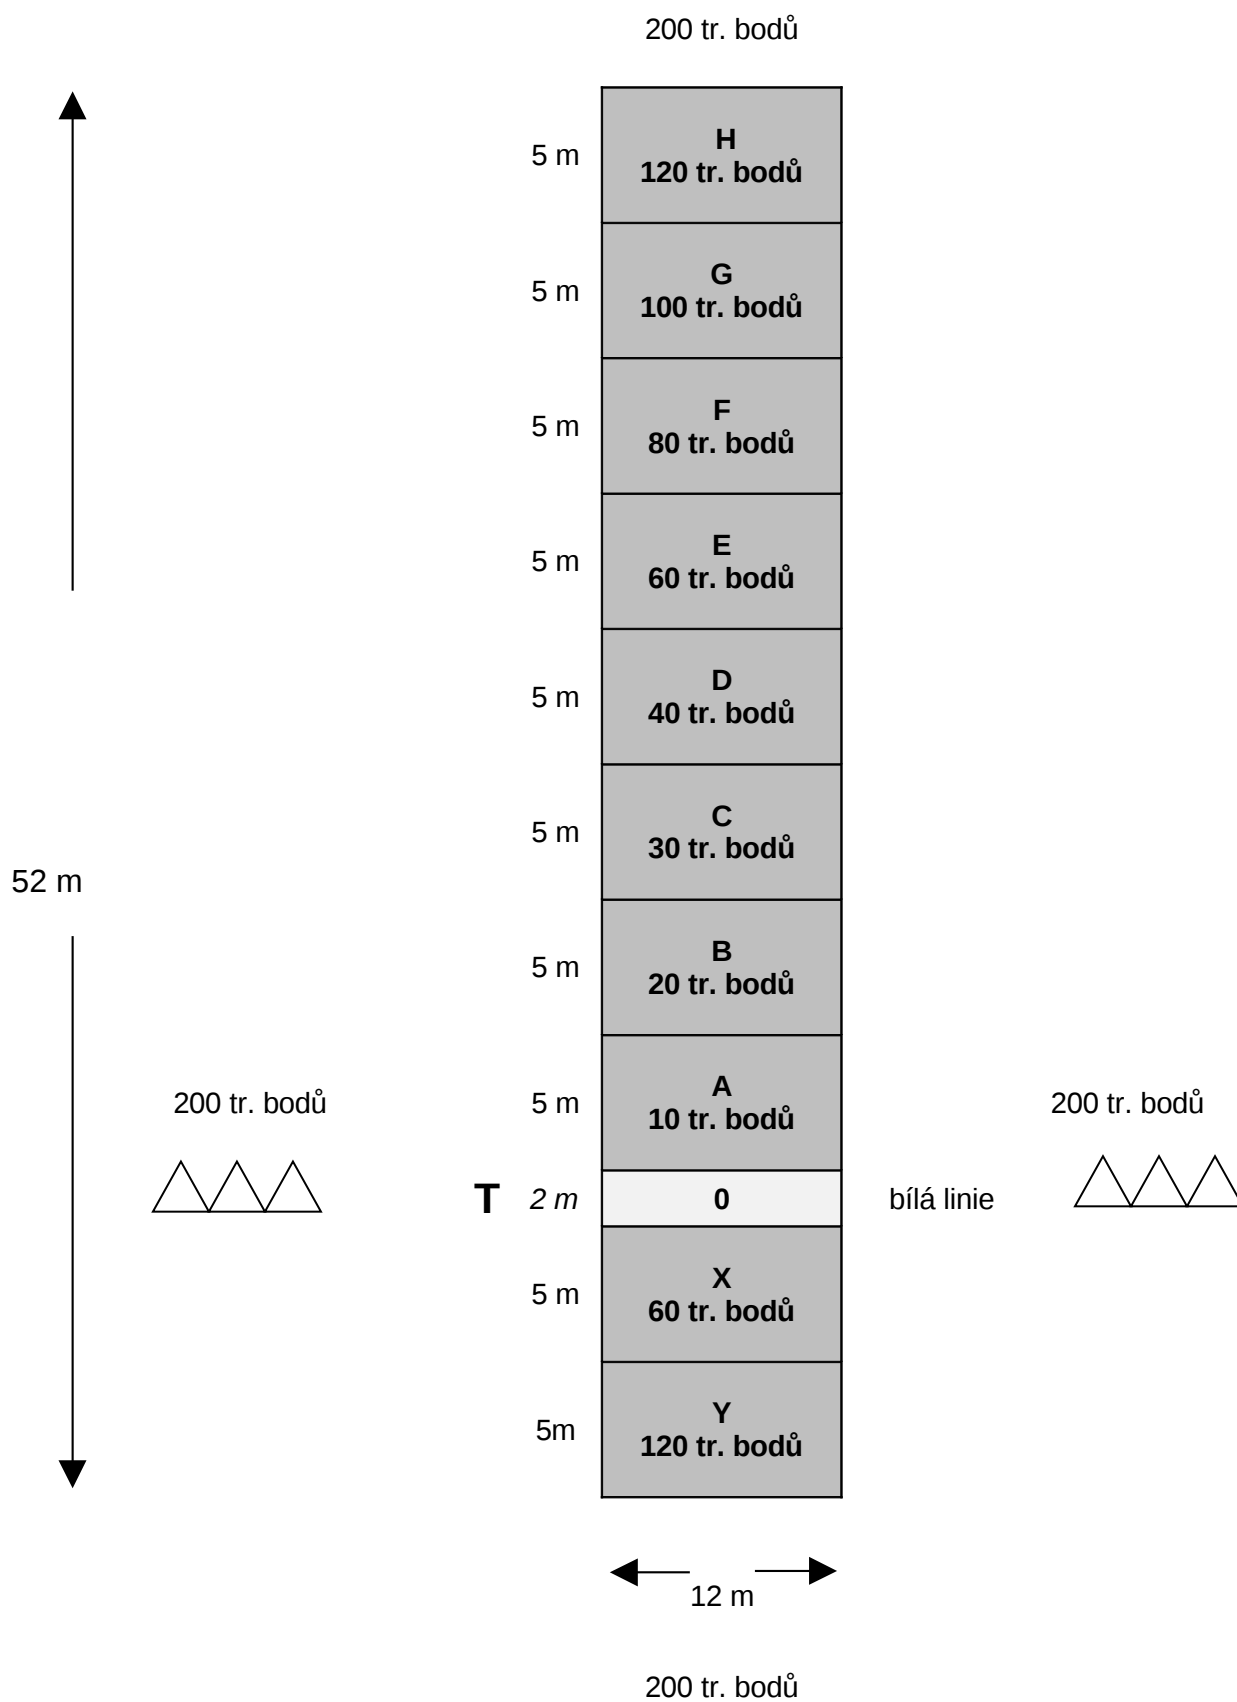 200 tr. bodů
5 m
H
120 tr. bodů
5 m
G
100 tr. bodů
5 m
F
80 tr. bodů
5 m
E
60 tr. bodů
5 m
D
40 tr. bodů
5 m
C
30 tr. bodů
52 m
5 m
B
20 tr. bodů
200 tr. bodů
5 m
A
10 tr. bodů
200 tr. bodů
T 2 m 0 bílá linie
5 m
X
60 tr. bodů
5m
Y
120 tr. bodů
12 m
200 tr. bodů